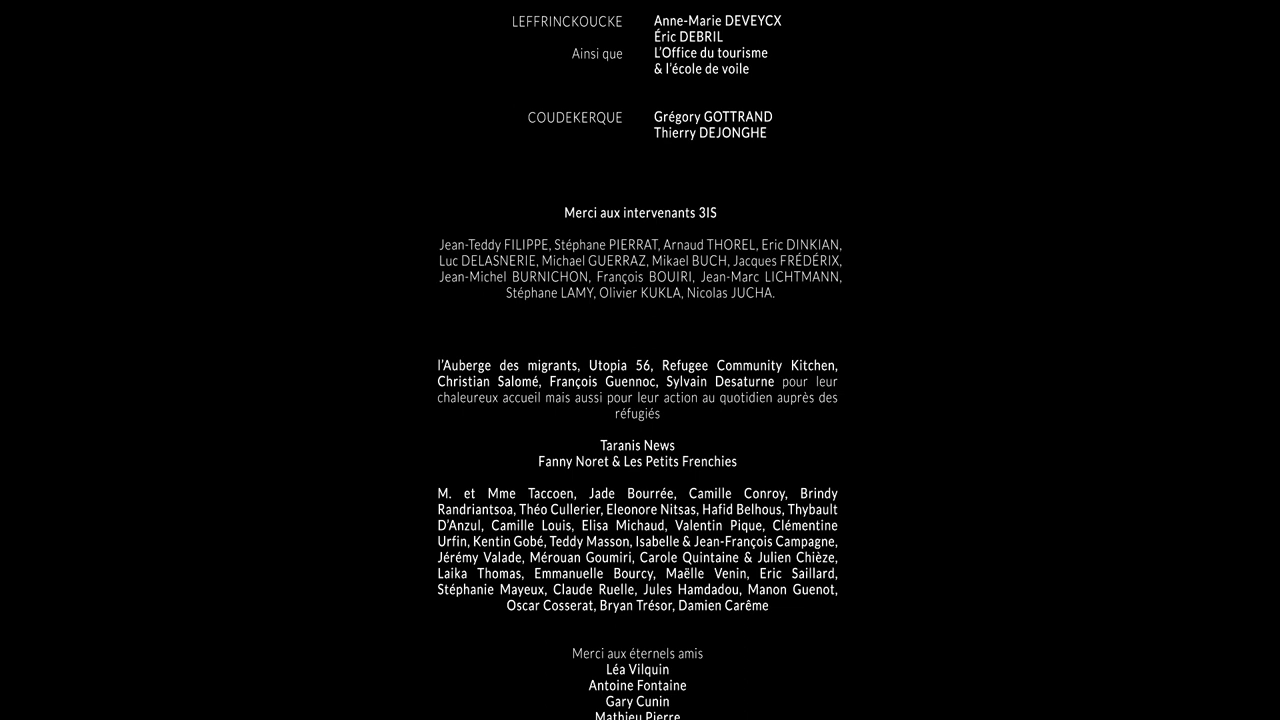 LEFFRINCKOUCKE Anne-Marie DEVEYCX
Éric DEBRIL
Ainsi que L'Office du tourisme
& l'école de voile
COUDEKERQUE Grégory GOTTRAND
Thierry DEJONGHE
Merci aux intervenants 3IS
Jean-Teddy FILIPPE, Stéphane PIERRAT, Arnaud THOREL, Eric DINKIAN,
Luc DELASNERIE, Michael GUERRAZ, Mikael BUCH, Jacques FRÉDÉRIX,
Jean-Michel BURNICHON, François BOUIRI, Jean-Marc LICHTMANN,
Stéphane LAMY, Olivier KUKLA, Nicolas JUCHA.
l'Auberge des migrants, Utopia 56, Refugee Community Kitchen,
Christian Salomé, François Guennoc, Sylvain Desaturne pour leur
chaleureux accueil mais aussi pour leur action au quotidien auprès des
réfugiés
Taranis News
Fanny Noret & Les Petits Frenchies
M. et Mme Taccoen, Jade Bourrée, Camille Conroy, Brindy
Randriantsoa, Théo Cullerier, Eleonore Nitsas, Hafid Belhous, Thybault
D'Anzul, Camille Louis, Elisa Michaud, Valentin Pique, Clémentine
Urfin, Kentin Gobé, Teddy Masson, Isabelle & Jean-François Campagne,
Jérémy Valade, Mérouan Goumiri, Carole Quintaine & Julien Chièze,
Laika Thomas, Emmanuelle Bourcy, Maëlle Venin, Eric Saillard,
Stéphanie Mayeux, Claude Ruelle, Jules Hamdadou, Manon Guenot,
Oscar Cosserat, Bryan Trésor, Damien Carême
Merci aux éternels amis
Léa Vilquin
Antoine Fontaine
Gary Cunin
Mathieu Pierre